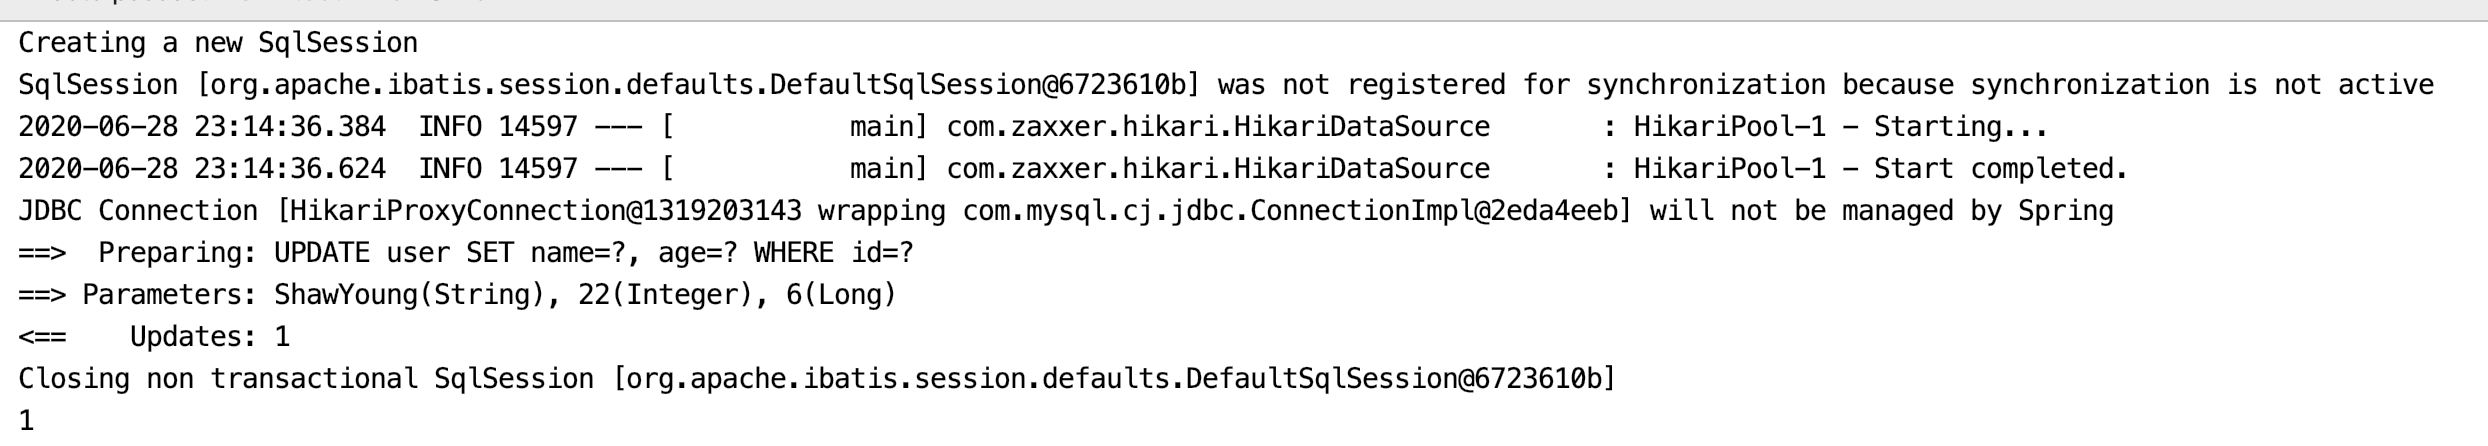 Creating a new SqlSession
SqlSession [org.apache.ibatis.session.defaults.DefaultSqlSession@6723610b] was not registered for synchronization because synchronization is not active
2020-06-28 23:14:36.384  INFO 14597 --- [           main] com.zaxxer.hikari.HikariDataSource       : HikariPool-1 - Starting...
2020-06-28 23:14:36.624  INFO 14597 --- [           main] com.zaxxer.hikari.HikariDataSource       : HikariPool-1 - Start completed.
JDBC Connection [HikariProxyConnection@1319203143 wrapping com.mysql.cj.jdbc.ConnectionImpl@2eda4eeb] will not be managed by Spring
==>  Preparing: UPDATE user SET name=?, age=? WHERE id=?
==> Parameters: ShawYoung(String), 22(Integer), 6(Long)
<==    Updates: 1
Closing non transactional SqlSession [org.apache.ibatis.session.defaults.DefaultSqlSession@6723610b]
1